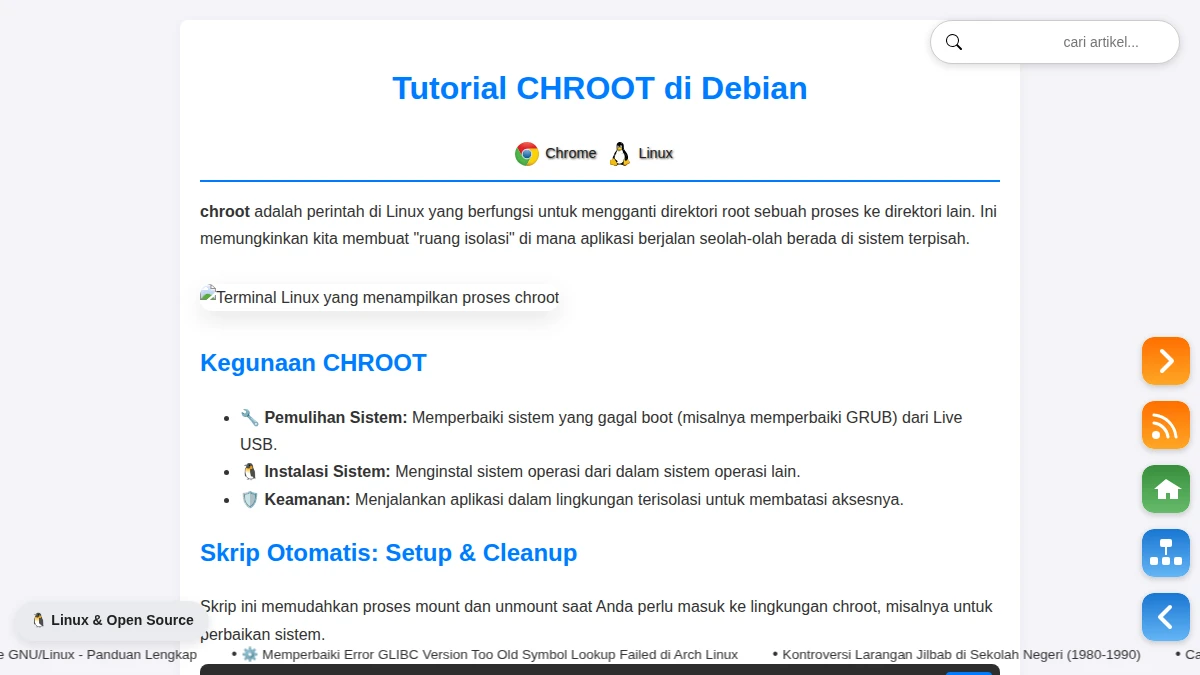 cari artikel...
Tutorial CHROOT di Debian
Chrome Linux
chroot adalah perintah di Linux yang berfungsi untuk mengganti direktori root sebuah proses ke direktori lain. Ini
memungkinkan kita membuat "ruang isolasi" di mana aplikasi berjalan seolah-olah berada di sistem terpisah.
Terminal Linux yang menampilkan proses chroot
Kegunaan CHROOT
• 🔧 Pemulihan Sistem: Memperbaiki sistem yang gagal boot (misalnya memperbaiki GRUB) dari Live
USB.
• 🐧 Instalasi Sistem: Menginstal sistem operasi dari dalam sistem operasi lain.
• 🛡️ Keamanan: Menjalankan aplikasi dalam lingkungan terisolasi untuk membatasi aksesnya.
Skrip Otomatis: Setup & Cleanup
Skrip ini memudahkan proses mount dan unmount saat Anda perlu masuk ke lingkungan chroot, misalnya untuk
perbaikan sistem.
🐧 Linux & Open Source
e GNU/Linux - Panduan Lengkap • ⚙️ Memperbaiki Error GLIBC Version Too Old Symbol Lookup Failed di Arch Linux • Kontroversi Larangan Jilbab di Sekolah Negeri (1980-1990) • Ca